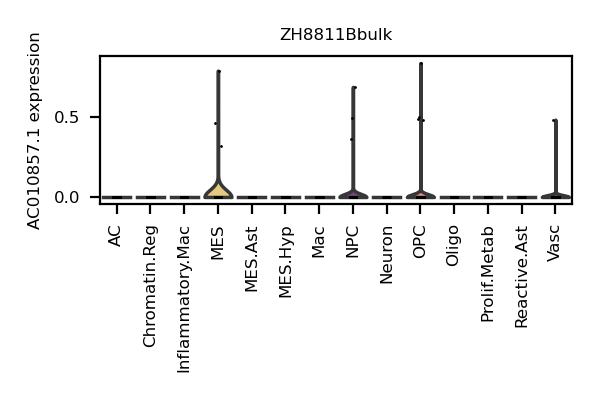 ZH8811Bbulk
AC010857.1 expression
0.5
0.0
AC
Chromatin.Reg
Inflammatory.Mac
MES
MES.Ast
MES.Hyp
Mac
NPC
Neuron
OPC
Oligo
Prolif.Metab
Reactive.Ast
Vasc